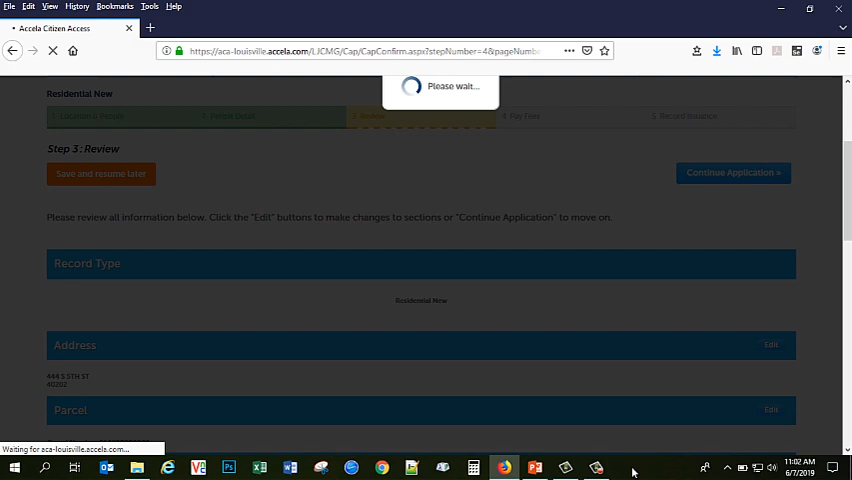 File Edit View History Bookmarks Tools Help
Accela Citizen Access
https://aca-louisville.accela.com/LJCMG/Cap/CapConfirm.aspx?stepNumber=4&pageNumbe
Please wait...
Residential New
1 Location & People 2 Permit Detail 3 Review 4 Pay Fees 5 Record Issuance
Step 3: Review
Save and resume later
Continue Application »
Please review all information below. Click the "Edit" buttons to make changes to sections or "Continue Application" to move on.
Record Type
Residential New
Address Edit
444 S 5TH ST
40202
Parcel Edit
Waiting for aca-louisville.accela.com...
11:02 AM
6/7/2019